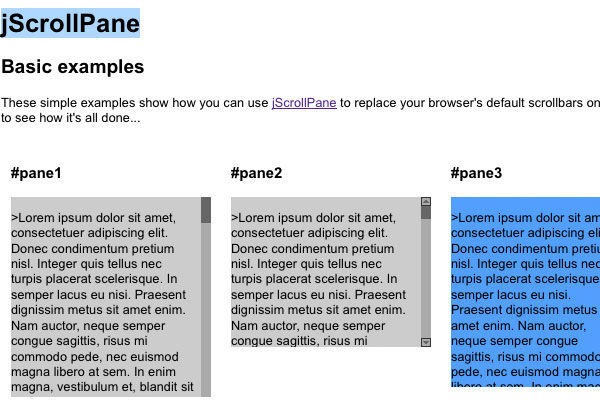 jScrollPane
Basic examples
These simple examples show how you can use jScrollPane to replace your browser's default scrollbars on
to see how it's all done...
#pane1
>Lorem ipsum dolor sit amet,
consectetuer adipiscing elit.
Donec condimentum pretium
nisl. Integer quis tellus nec
turpis placerat scelerisque. In
semper lacus eu nisi. Praesent
dignissim metus sit amet enim.
Nam auctor, neque semper
congue sagittis, risus mi
commodo pede, nec euismod
magna libero at sem. In enim
magna, vestibulum et, blandit sit
#pane2
>Lorem ipsum dolor sit amet,
consectetuer adipiscing elit.
Donec condimentum pretium
nisl. Integer quis tellus nec
turpis placerat scelerisque. In
semper lacus eu nisi. Praesent
dignissim metus sit amet enim.
Nam auctor, neque semper
congue sagittis, risus mi
#pane3
>Lorem ipsum dolor sit am
consectetuer adipiscing eli
Donec condimentum pretiu
nisl. Integer quis tellus nec
turpis placerat scelerisque
semper lacus eu nisi.
Praesent dignissim metus
amet enim. Nam auctor,
neque semper congue
sagittis, risus mi commodo
pede, nec euismod magna
libero at sem. In enim